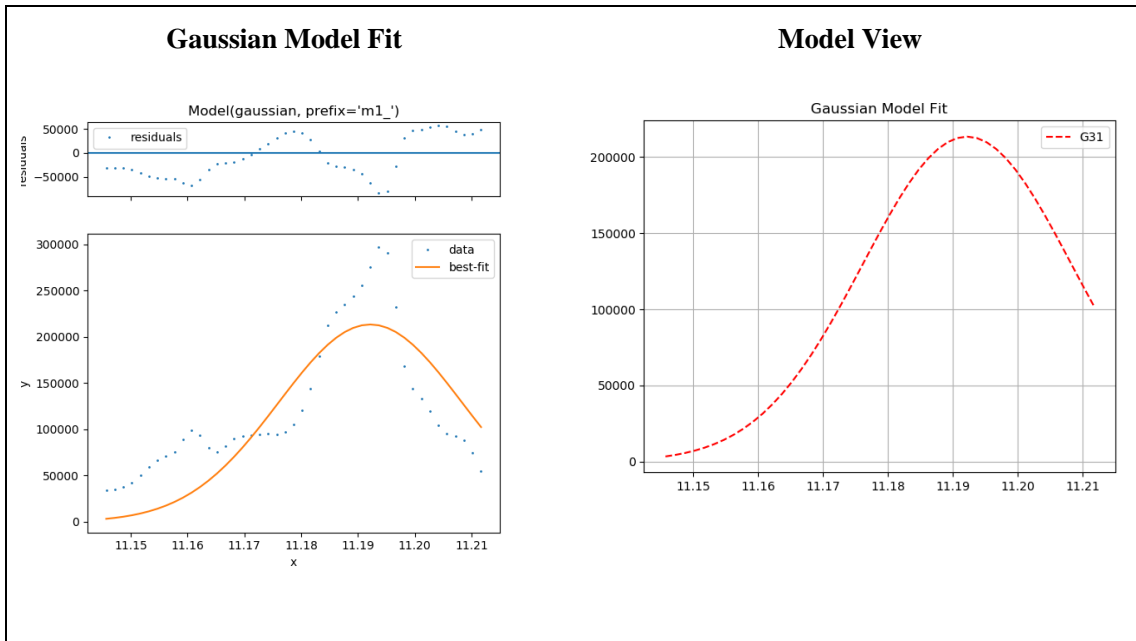 Gaussian Model Fit
Model View
Model(gaussian, prefix='m1_')
residuals
50000
0
−50000
residuals
y
300000
250000
200000
150000
100000
50000
0
data
best-fit
11.15 11.16 11.17 11.18 11.19 11.20 11.21
x
Gaussian Model Fit
G31
200000
150000
100000
50000
0
11.15 11.16 11.17 11.18 11.19 11.20 11.21